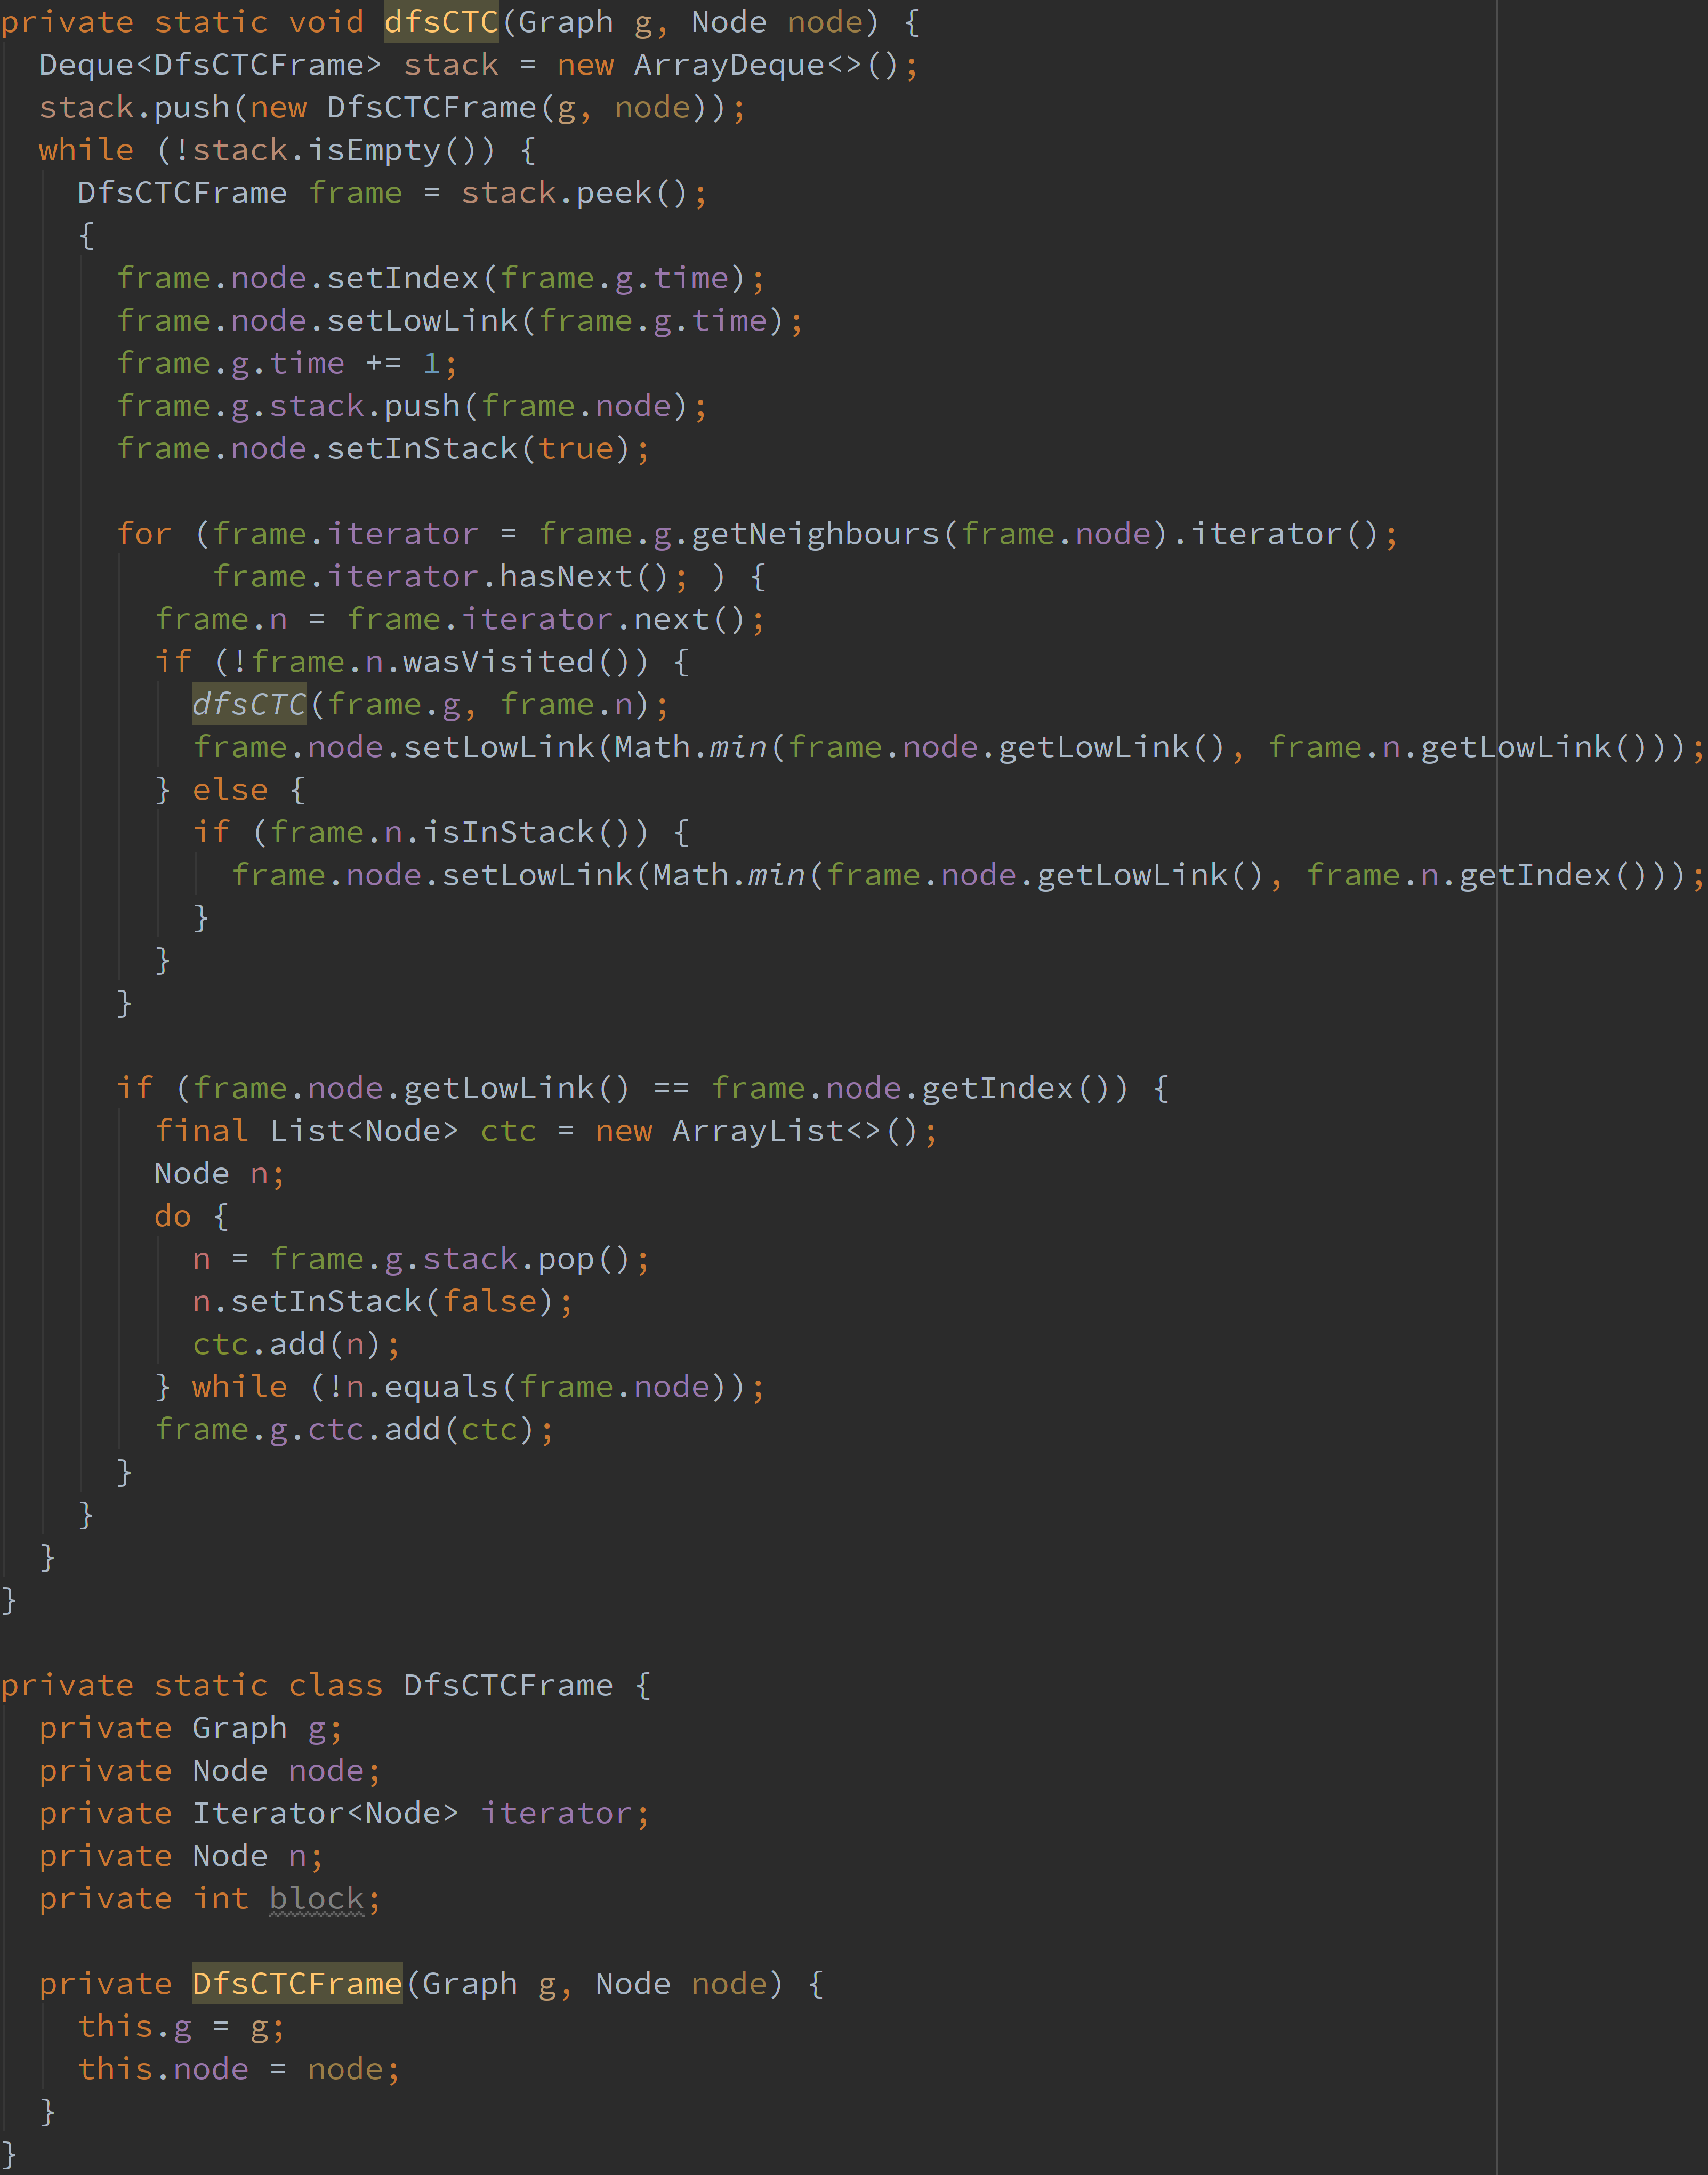 private static void dfsCTC(Graph g, Node node) {
  Deque<DfsCTCFrame> stack = new ArrayDeque<>();
  stack.push(new DfsCTCFrame(g, node));
  while (!stack.isEmpty()) {
    DfsCTCFrame frame = stack.peek();
    {
      frame.node.setIndex(frame.g.time);
      frame.node.setLowLink(frame.g.time);
      frame.g.time += 1;
      frame.g.stack.push(frame.node);
      frame.node.setInStack(true);

      for (frame.iterator = frame.g.getNeighbours(frame.node).iterator();
           frame.iterator.hasNext(); ) {
        frame.n = frame.iterator.next();
        if (!frame.n.wasVisited()) {
          dfsCTC(frame.g, frame.n);
          frame.node.setLowLink(Math.min(frame.node.getLowLink(), frame.n.getLowLink()));
        } else {
          if (frame.n.isInStack()) {
            frame.node.setLowLink(Math.min(frame.node.getLowLink(), frame.n.getIndex()));
          }
        }
      }

      if (frame.node.getLowLink() == frame.node.getIndex()) {
        final List<Node> ctc = new ArrayList<>();
        Node n;
        do {
          n = frame.g.stack.pop();
          n.setInStack(false);
          ctc.add(n);
        } while (!n.equals(frame.node));
        frame.g.ctc.add(ctc);
      }
    }
  }
}

private static class DfsCTCFrame {
  private Graph g;
  private Node node;
  private Iterator<Node> iterator;
  private Node n;
  private int block;

  private DfsCTCFrame(Graph g, Node node) {
    this.g = g;
    this.node = node;
  }
}